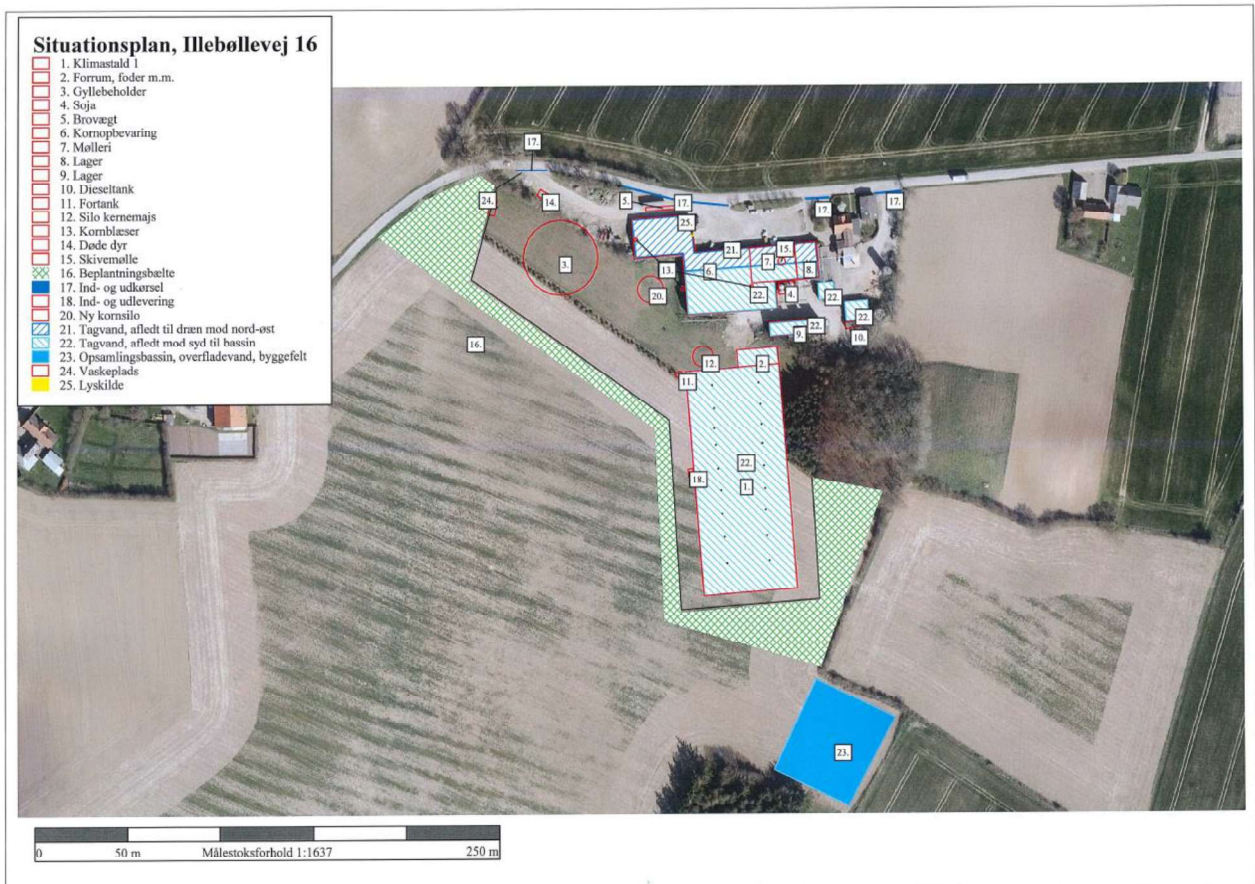 Situationsplan, Illebøllevej 16
1. Klimastald 1
2. Forrum, foder m.m.
3. Gyllebeholder
4. Soja
5. Brovægt
6. Kornopbevaring
7. Mølleri
8. Lager
9. Lager
10. Dieseltank
11. Fortank
12. Silo kernemajs
13. Kornblæser
14. Døde dyr
15. Skivemølle
16. Beplantningsbælte
17. Ind- og udkørsel
18. Ind- og udlevering
20. Ny kornsilo
21. Tagvand, afledt til dræn mod nord-øst
22. Tagvand, afledt mod syd til bassin
23. Opsamlingsbassin, overfladevand, byggefelt
24. Vaskeplads
25. Lyskilde
17.
24.
14.
5.
17.
25.
17.
17.
3.
21.
15.
13.
6.
7.
8.
20.
22.
4.
22.
22.
9.
22.
10.
16.
12.
2.
11.
22.
18.
1.
23.
0
50 m
Målestoksforhold 1:1637
250 m